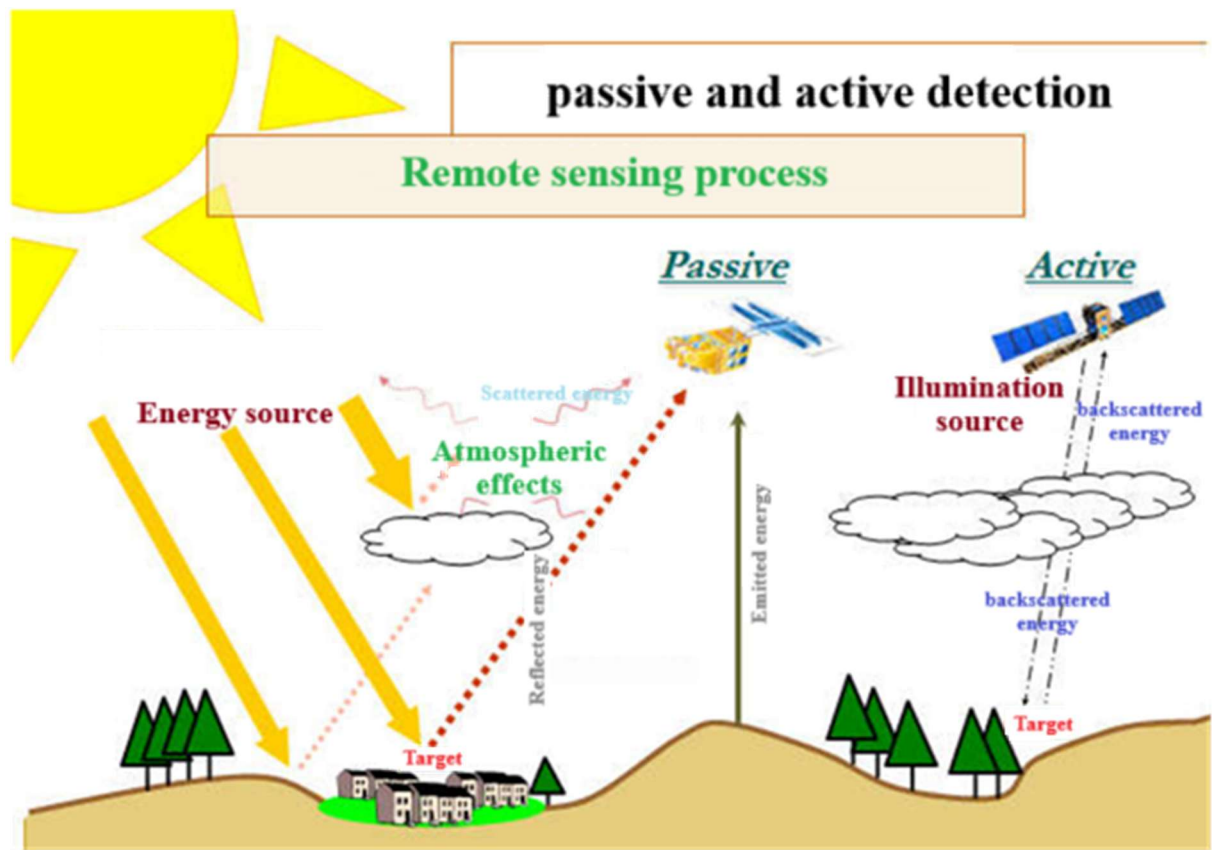 passive and active detection
Remote sensing process
Passive
Active
Energy source
Scattered energy
Atmospheric
effects
Illumination
source
backscattered
energy
Reflected energy
Emitted energy
backscattered
energy
Target
Target